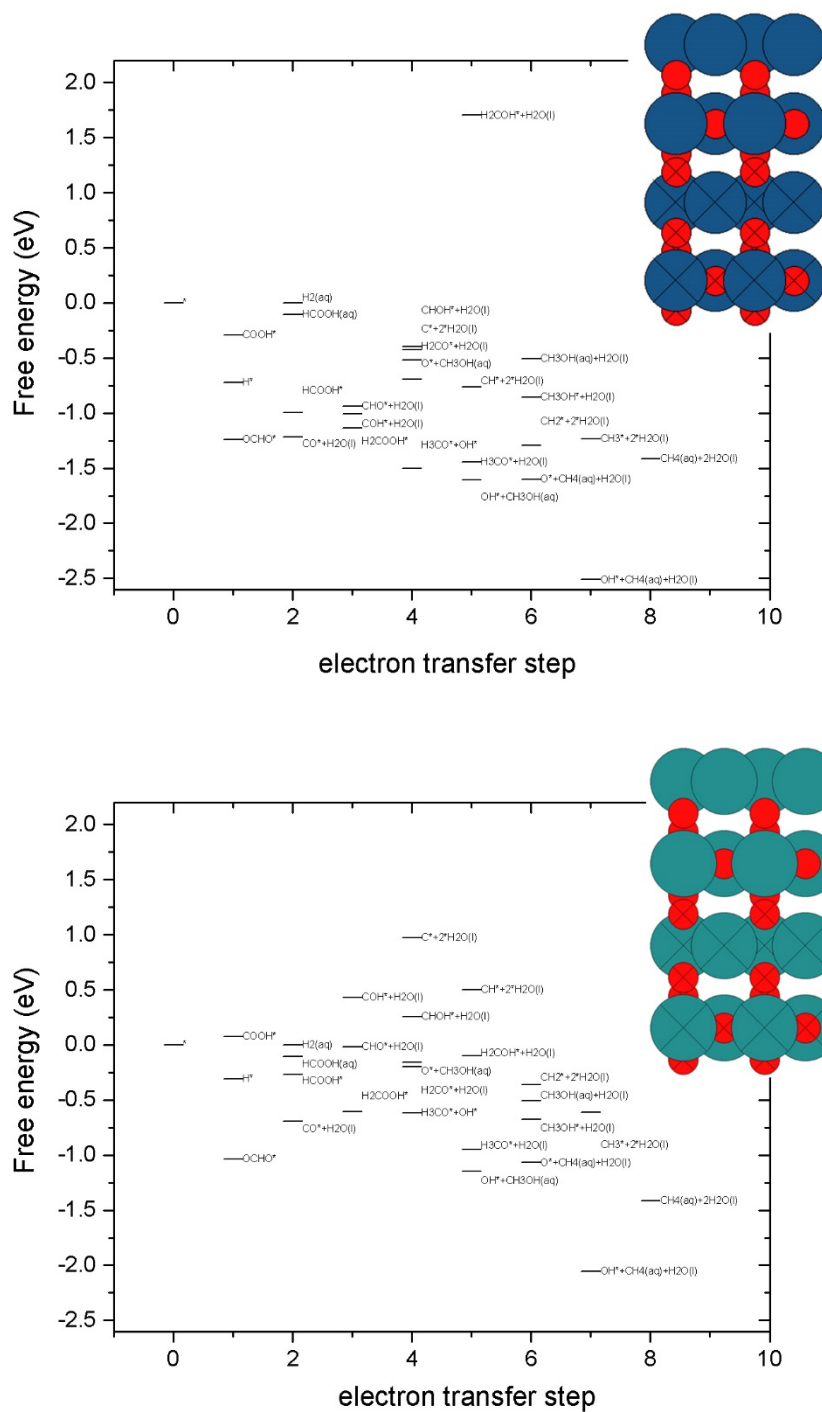 2.0
1.5
1.0
0.5
0.0
-0.5
-1.0
-1.5
-2.0
-2.5
Free energy (eV)
H2COH*+H2O(l)
*
H2(aq)
HCOOH(aq)
COOH*
H*
OCHO*
HCOOH*
CO*+H2O(l)
CHO*+H2O(l)
COH*+H2O(l)
H2COOH*
CHOH*+H2O(l)
C*+2*H2O(l)
H2CO*+H2O(l)
O*+CH3OH(aq)
H3CO*+OH*
CH*+2*H2O(l)
H3CO*+H2O(l)
OH*+CH3OH(aq)
CH3OH(aq)+H2O(l)
CH3OH*+H2O(l)
CH2*+2*H2O(l)
O*+CH4(aq)+H2O(l)
CH3*+2*H2O(l)
CH4(aq)+2H2O(l)
OH*+CH4(aq)+H2O(l)
0 2 4 6 8 10
electron transfer step
2.0
1.5
1.0
0.5
0.0
-0.5
-1.0
-1.5
-2.0
-2.5
Free energy (eV)
*
COOH*
H*
OCHO*
H2(aq)
HCOOH(aq)
HCOOH*
CO*+H2O(l)
COH*+H2O(l)
CHO*+H2O(l)
H2COOH*
C*+2*H2O(l)
CHOH*+H2O(l)
O*+CH3OH(aq)
H2CO*+H2O(l)
H3CO*+OH*
CH*+2*H2O(l)
H2COH*+H2O(l)
H3CO*+H2O(l)
OH*+CH3OH(aq)
CH2*+2*H2O(l)
CH3OH(aq)+H2O(l)
CH3OH*+H2O(l)
O*+CH4(aq)+H2O(l)
CH3*+2*H2O(l)
CH4(aq)+2H2O(l)
OH*+CH4(aq)+H2O(l)
0 2 4 6 8 10
electron transfer step